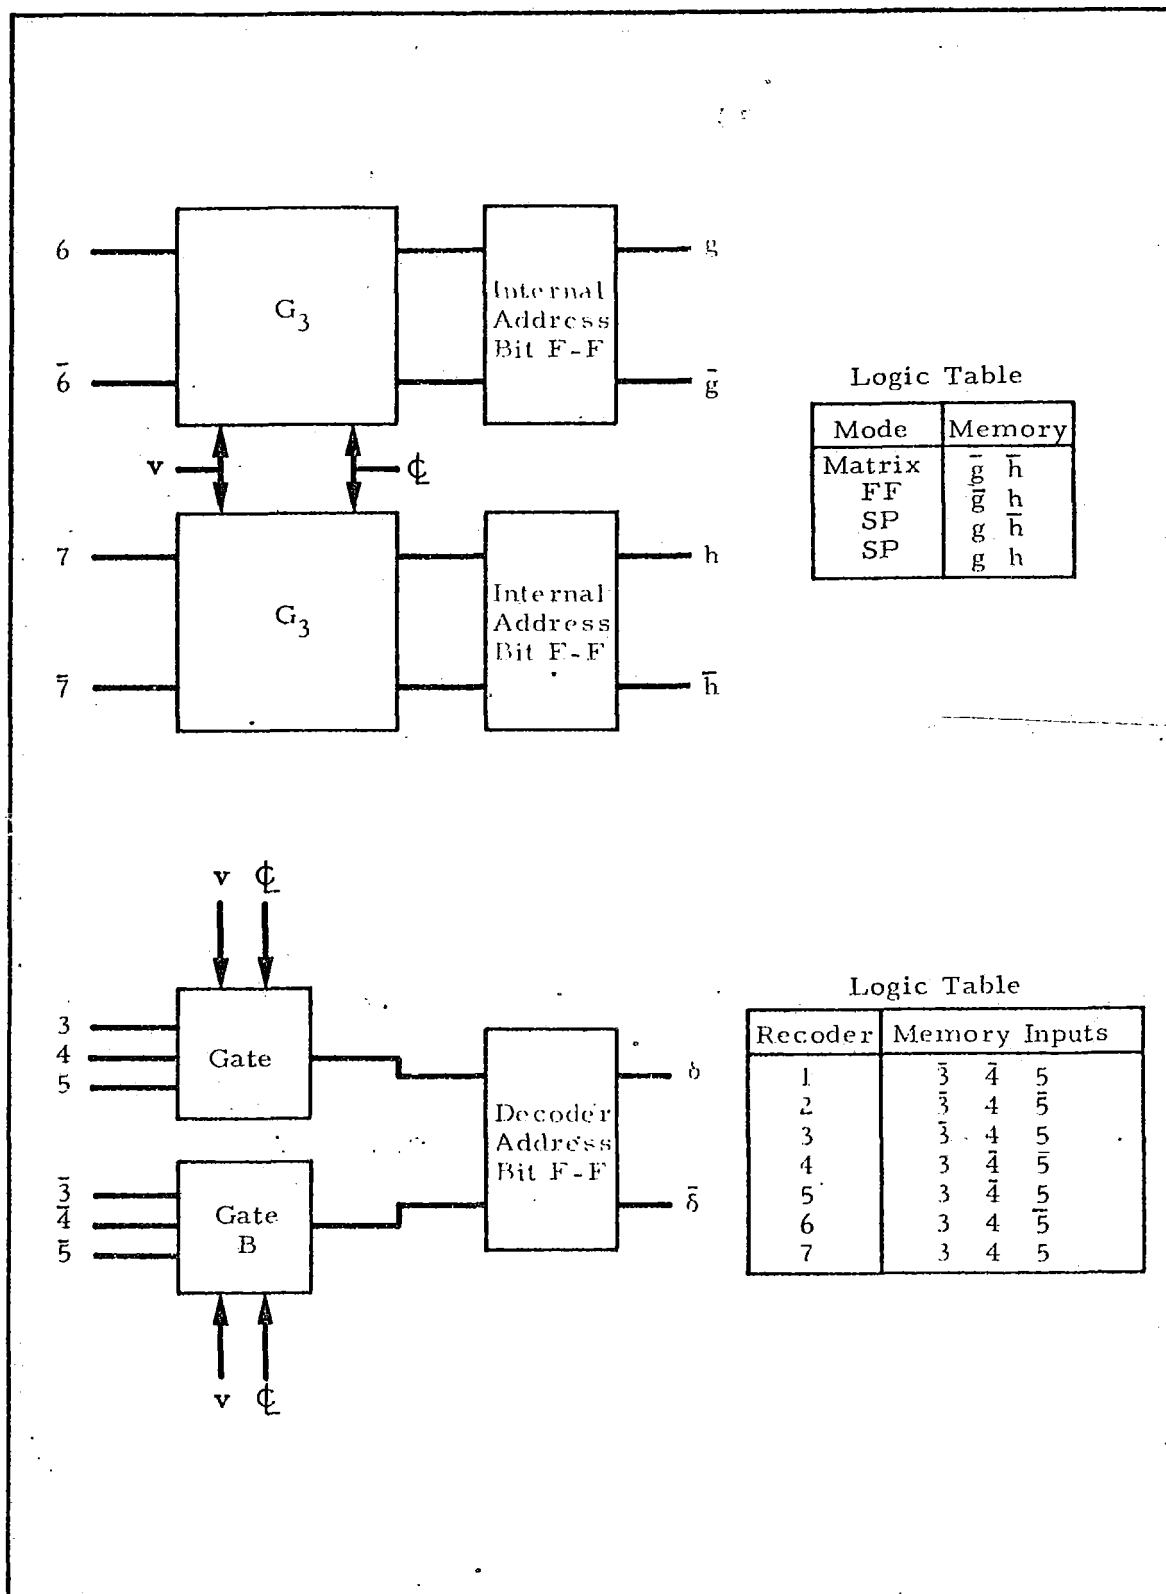 6
G3
g
Internal
Address
Bit F-F
6̄
ḡ
v
℄
7
G3
h
Internal
Address
Bit F-F
7̄
h̄
Logic Table
Mode Memory
Matrix ḡ h̄
FF ḡ h
SP g h̄
SP g h
v ℄
3
4
5
Gate
Decoder
Address
Bit F-F
δ
3̄
4̄
5̄
Gate
B
δ̄
v ℄
Logic Table
Recoder Memory Inputs
1 3̄ 4̄ 5
2 3̄ 4 5̄
3 3̄ 4 5
4 3 4̄ 5̄
5 3 4̄ 5
6 3 4 5̄
7 3 4 5